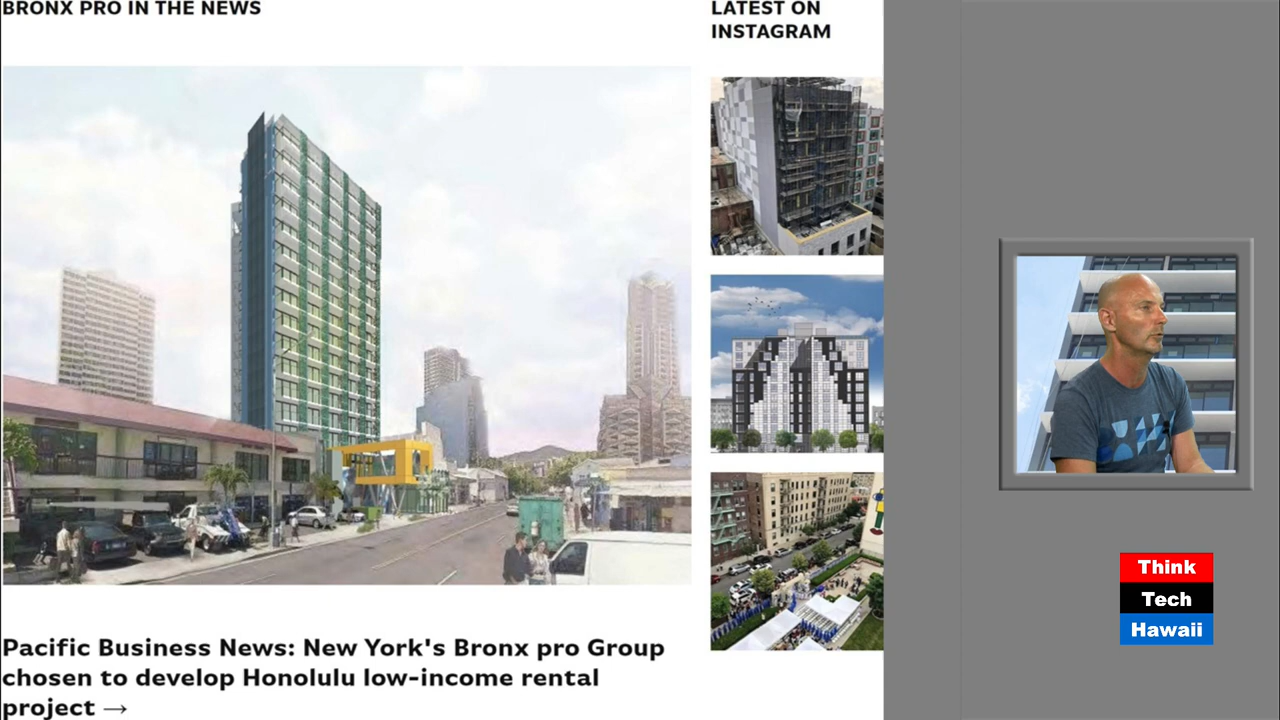 BRONX PRO IN THE NEWS
LATEST ON
INSTAGRAM
Pacific Business News: New York's Bronx pro Group
chosen to develop Honolulu low-income rental
project →
Think
Tech
Hawaii